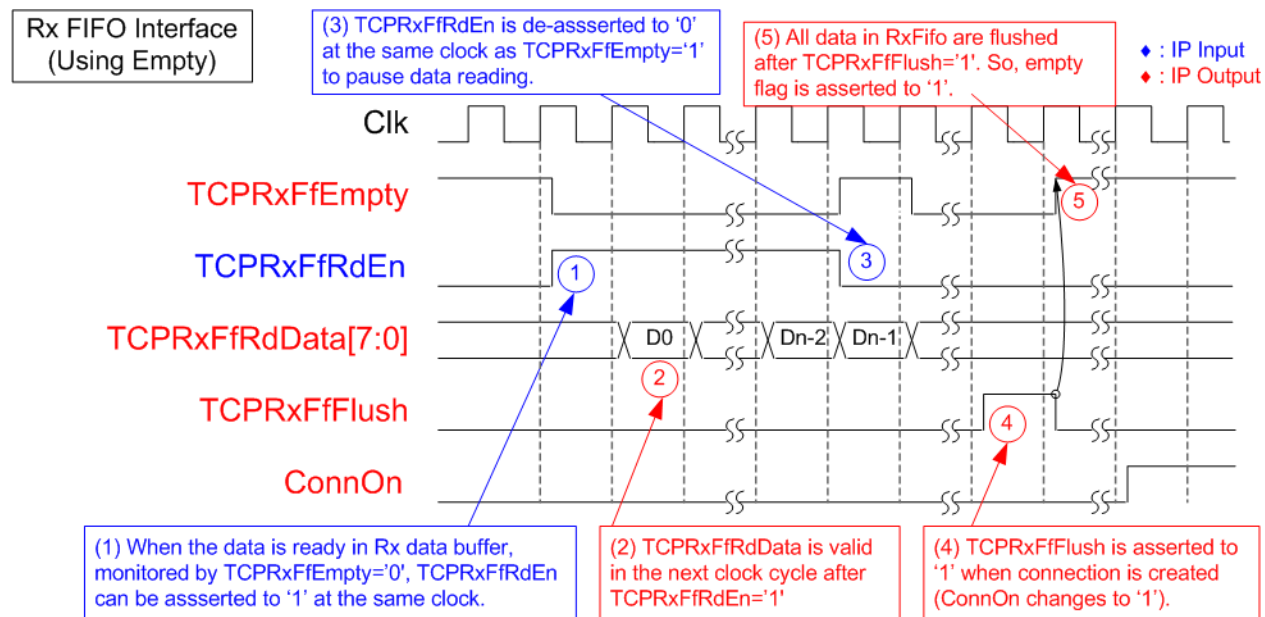 Rx FIFO Interface
(Using Empty)
(3) TCPRxFfRdEn is de-assserted to ‘0’
at the same clock as TCPRxFfEmpty=‘1’
to pause data reading.
(5) All data in RxFifo are flushed
after TCPRxFfFlush=‘1’. So, empty
flag is asserted to ‘1’.
♦ : IP Input
♦ : IP Output
Clk
TCPRxFfEmpty
5
TCPRxFfRdEn
1
3
TCPRxFfRdData[7:0]
D0
Dn-2
Dn-1
2
TCPRxFfFlush
4
ConnOn
(1) When the data is ready in Rx data buffer,
monitored by TCPRxFfEmpty=’0’, TCPRxFfRdEn
can be assserted to ‘1’ at the same clock.
(2) TCPRxFfRdData is valid
in the next clock cycle after
TCPRxFfRdEn=’1'
(4) TCPRxFfFlush is asserted to
‘1’ when connection is created
(ConnOn changes to ‘1’).